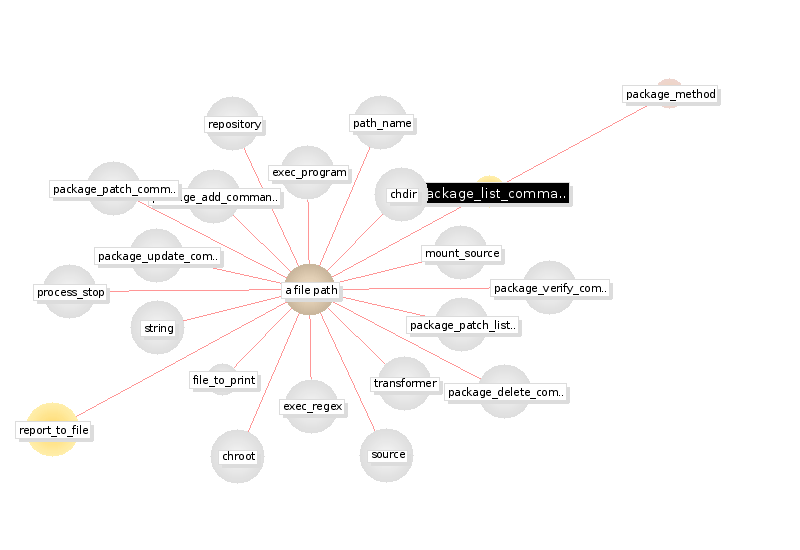 package_method
repository
path_name
exec_program
package_patch_comm..
ge_add_comman..
chdir
ackage_list_comma..
package_update_com..
mount_source
process_stop
a file path
package_verify_com..
string
package_patch_list..
file_to_print
transformer
package_delete_com..
exec_regex
report_to_file
chroot
source